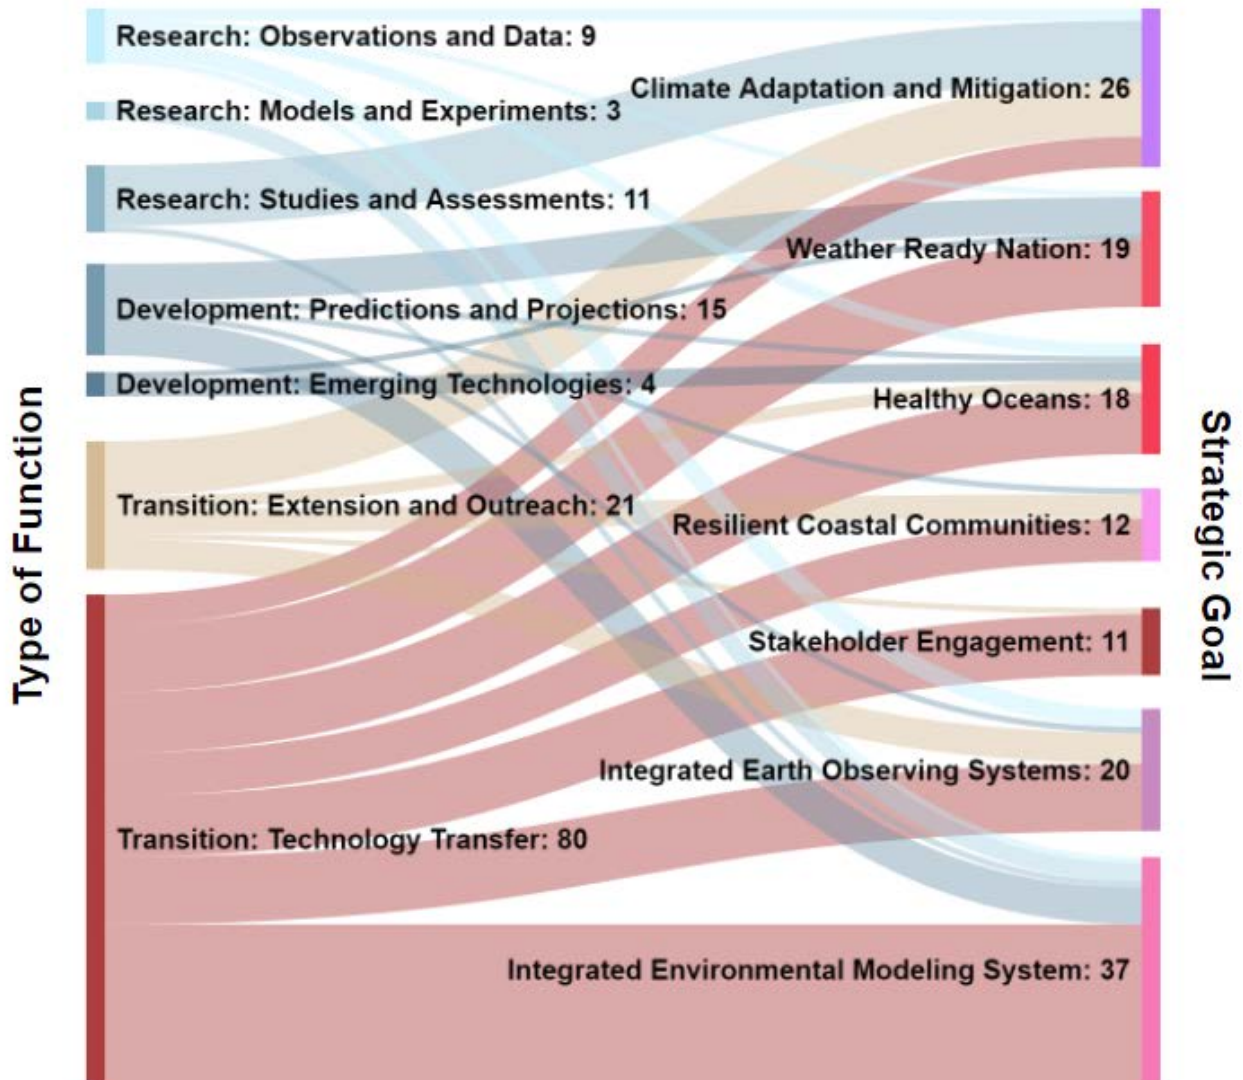 Research: Observations and Data: 9
Research: Models and Experiments: 3
Research: Studies and Assessments: 11
Development: Predictions and Projections: 15
Development: Emerging Technologies: 4
Transition: Extension and Outreach: 21
Transition: Technology Transfer: 80
Type of Function
Climate Adaptation and Mitigation: 26
Weather Ready Nation: 19
Healthy Oceans: 18
Resilient Coastal Communities: 12
Stakeholder Engagement: 11
Integrated Earth Observing Systems: 20
Integrated Environmental Modeling System: 37
Strategic Goal